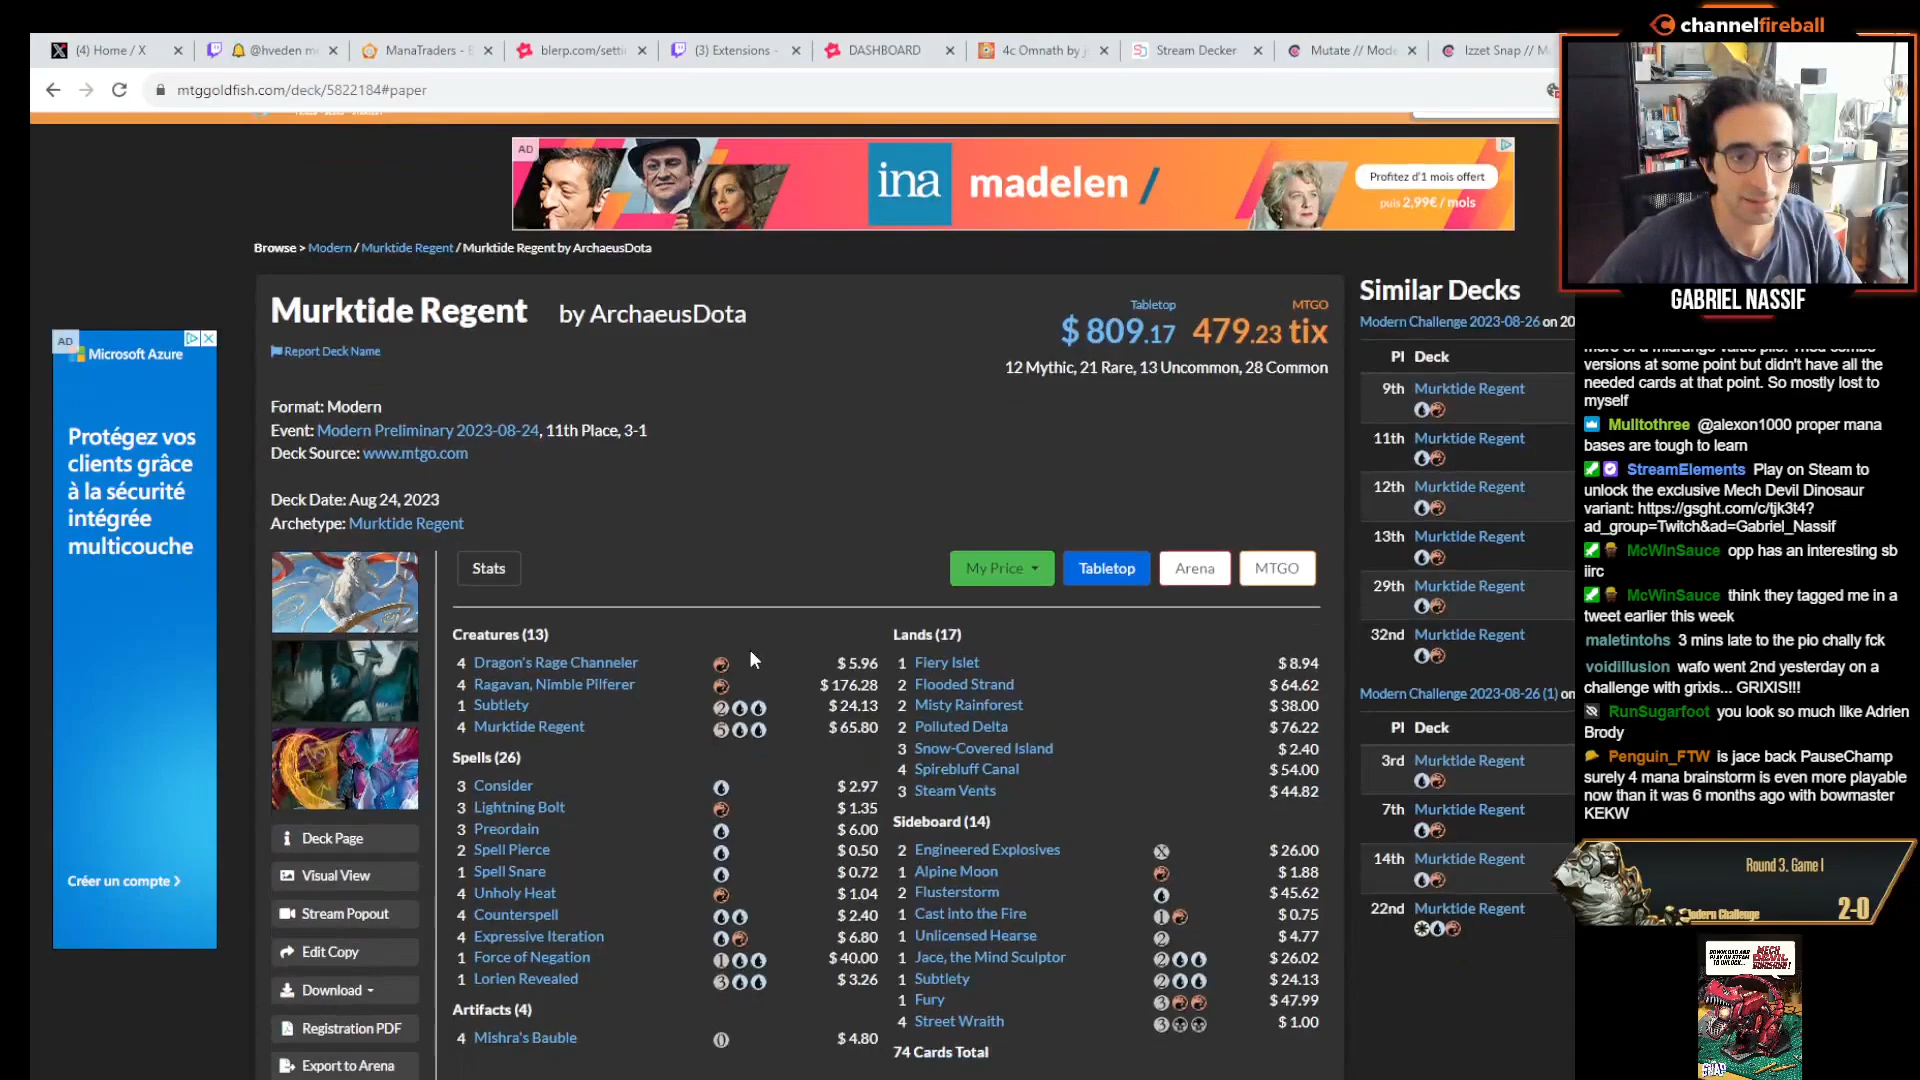 channelfireball
(4) Home / X
@hveden m
ManaTraders -
blerp.com/setti
(3) Extensions -
DASHBOARD
4c Omnath by j
Stream Decker
Mutate // Mod
Izzet Snap // M
mtggoldfish.com/deck/5822184#paper
AD
ina madelen /
Profitez d'1 mois offert
puis 2,99€ / mois
Browse > Modern / Murktide Regent / Murktide Regent by ArchaeusDota
Murktide Regent by ArchaeusDota
Report Deck Name
Tabletop
$ 809.17
MTGO
479.23 tix
12 Mythic, 21 Rare, 13 Uncommon, 28 Common
Format: Modern
Event: Modern Preliminary 2023-08-24, 11th Place, 3-1
Deck Source: www.mtgo.com
Deck Date: Aug 24, 2023
Archetype: Murktide Regent
Stats
My Price
Tabletop
Arena
MTGO
Creatures (13)
4 Dragon's Rage Channeler $ 5.96
4 Ragavan, Nimble Pilferer $ 176.28
1 Subtlety 2 $ 24.13
4 Murktide Regent 5 $ 65.80
Spells (26)
3 Consider $ 2.97
3 Lightning Bolt $ 1.35
3 Preordain $ 6.00
2 Spell Pierce $ 0.50
1 Spell Snare $ 0.72
4 Unholy Heat $ 1.04
4 Counterspell $ 2.40
4 Expressive Iteration $ 6.80
1 Force of Negation 1 $ 40.00
1 Lorien Revealed 3 $ 3.26
Artifacts (4)
4 Mishra's Bauble 0 $ 4.80
Lands (17)
1 Fiery Islet $ 8.94
2 Flooded Strand $ 64.62
2 Misty Rainforest $ 38.00
2 Polluted Delta $ 76.22
3 Snow-Covered Island $ 2.40
4 Spirebluff Canal $ 54.00
3 Steam Vents $ 44.82
Sideboard (14)
2 Engineered Explosives X $ 26.00
1 Alpine Moon $ 1.88
2 Flusterstorm $ 45.62
1 Cast into the Fire 1 $ 0.75
1 Unlicensed Hearse 2 $ 4.77
1 Jace, the Mind Sculptor 2 $ 26.02
1 Subtlety 2 $ 24.13
1 Fury 3 $ 47.99
4 Street Wraith 3 $ 1.00
74 Cards Total
Deck Page
Visual View
Stream Popout
Edit Copy
Download
Registration PDF
Export to Arena
AD
Microsoft Azure
Protégez vos
clients grâce
à la sécurité
intégrée
multicouche
Créer un compte >
Similar Decks
Modern Challenge 2023-08-26 on 20
Pl Deck
9th Murktide Regent
11th Murktide Regent
12th Murktide Regent
13th Murktide Regent
29th Murktide Regent
32nd Murktide Regent
Modern Challenge 2023-08-26 (1) on
Pl Deck
3rd Murktide Regent
7th Murktide Regent
14th Murktide Regent
22nd Murktide Regent
GABRIEL NASSIF
versions at some point but didn't have all the
needed cards at that point. So mostly lost to
myself
Mulltothree @alexon1000 proper mana
bases are tough to learn
StreamElements Play on Steam to
unlock the exclusive Mech Devil Dinosaur
variant: https://gsght.com/c/tjk3t4?
ad_group=Twitch&ad=Gabriel_Nassif
McWinSauce opp has an interesting sb
iirc
McWinSauce think they tagged me in a
tweet earlier this week
maletintohs 3 mins late to the pio chally fck
voidillusion wafo went 2nd yesterday on a
challenge with grixis... GRIXIS!!!
RunSugarfoot you look so much like Adrien
Brody
Penguin_FTW is jace back PauseChamp
surely 4 mana brainstorm is even more playable
now than it was 6 months ago with bowmaster
KEKW
Round 3. Game 1
Modern Challenge 2-0
SNAP